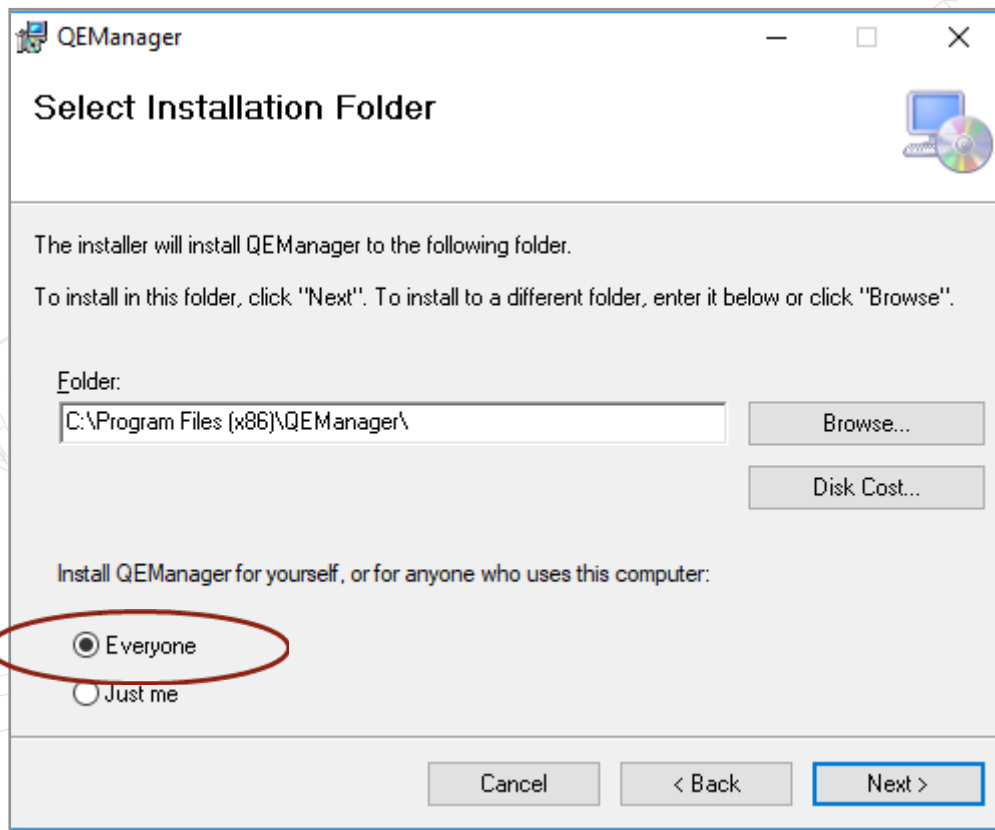 QEManager
Select Installation Folder
The installer will install QEManager to the following folder.
To install in this folder, click "Next". To install to a different folder, enter it below or click "Browse".
Folder:
C:\Program Files (x86)\QEManager\
Browse...
Disk Cost...
Install QEManager for yourself, or for anyone who uses this computer:
Everyone
Just me
Cancel
< Back
Next >